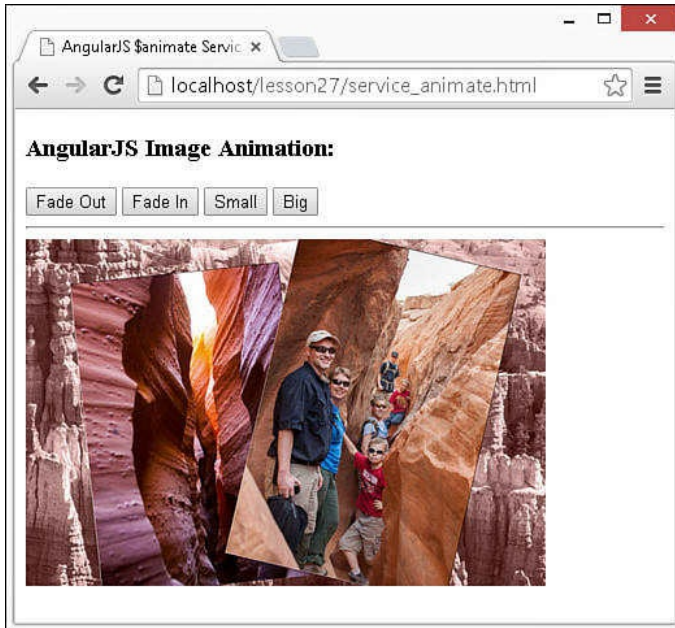 AngularJS $animate Servic
localhost/lesson27/service_animate.html
AngularJS Image Animation:
Fade Out Fade In Small Big